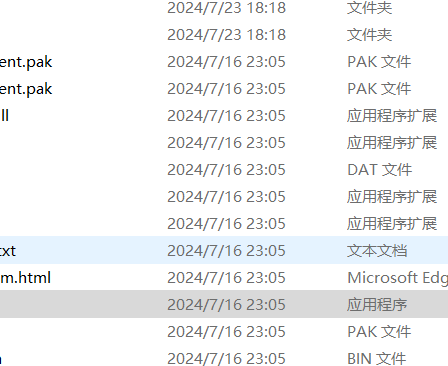 2024/7/23 18:18 文件夹
2024/7/23 18:18 文件夹
ent.pak 2024/7/16 23:05 PAK 文件
ent.pak 2024/7/16 23:05 PAK 文件
ll 2024/7/16 23:05 应用程序扩展
2024/7/16 23:05 应用程序扩展
2024/7/16 23:05 DAT 文件
2024/7/16 23:05 应用程序扩展
2024/7/16 23:05 应用程序扩展
txt 2024/7/16 23:05 文本文档
m.html 2024/7/16 23:05 Microsoft Edg
2024/7/16 23:05 应用程序
2024/7/16 23:05 PAK 文件
2024/7/16 23:05 BIN 文件